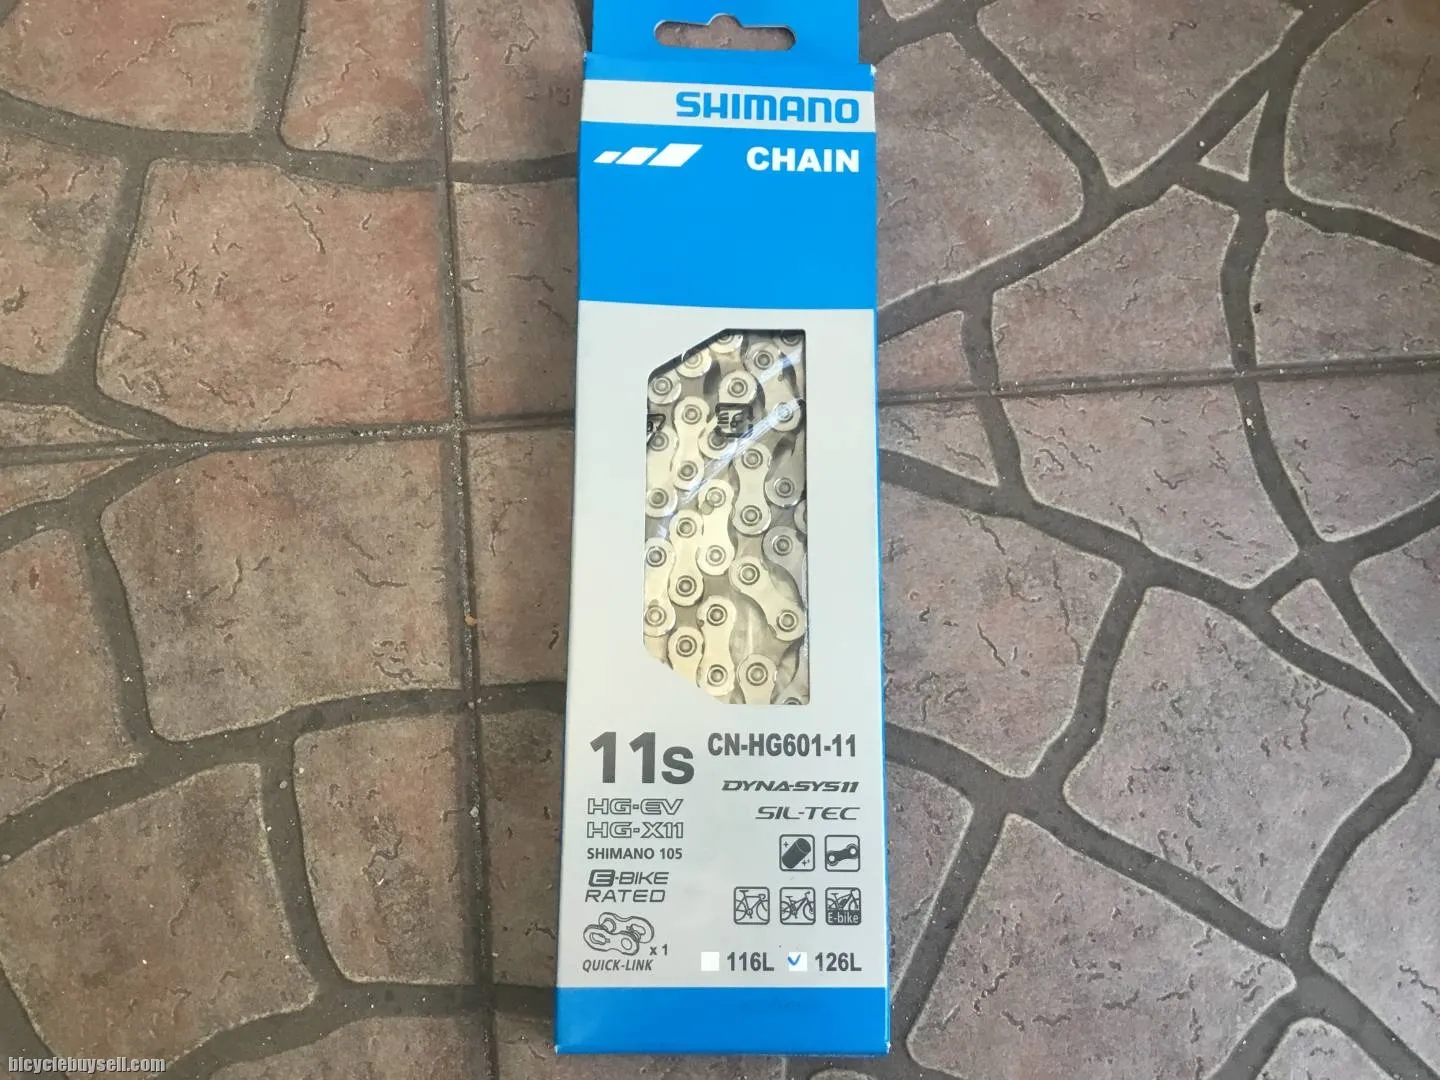 SHIMANO
CHAIN
11s
CN-HG601-11
DYNA-SYS11
SIL-TEC
HG-EV
HG-X11
SHIMANO 105
E-BIKE
RATED
E-bike
x 1
QUICK-LINK
116L
126L
bicyclebuysell.com